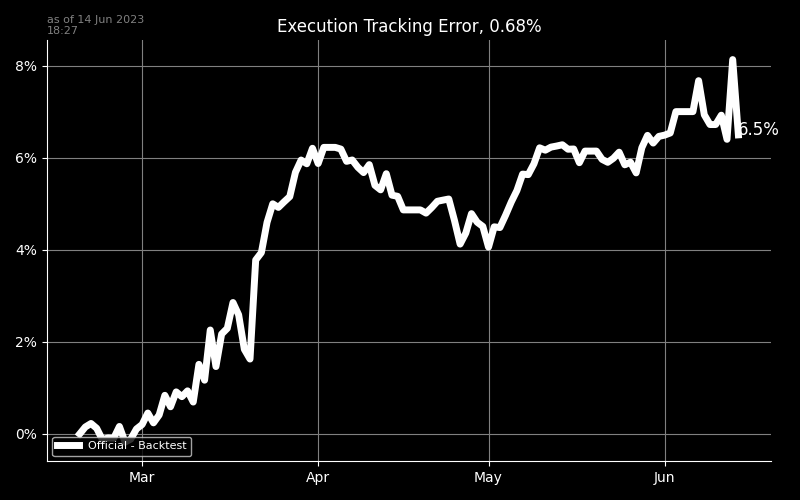 as of 14 Jun 2023
18:27
Execution Tracking Error, 0.68%
8%
6.5%
6%
4%
2%
0%
Official - Backtest
Mar Apr May Jun